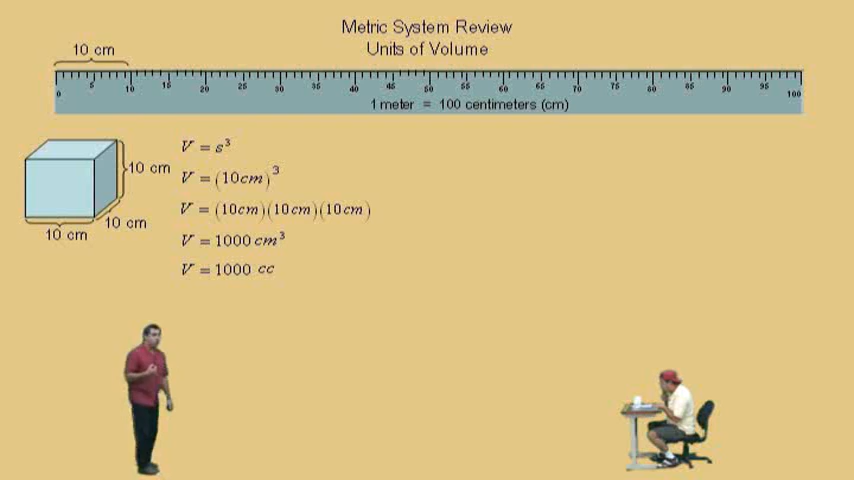 Metric System Review
Units of Volume
10 cm
0 5 10 15 20 25 30 35 40 45 50 55 60 65 70 75 80 85 90 95 100
1 meter = 100 centimeters (cm)
V = s³
10 cm
V = (10cm)³
V = (10cm)(10cm)(10cm)
10 cm
10 cm
V = 1000 cm³
V = 1000 cc